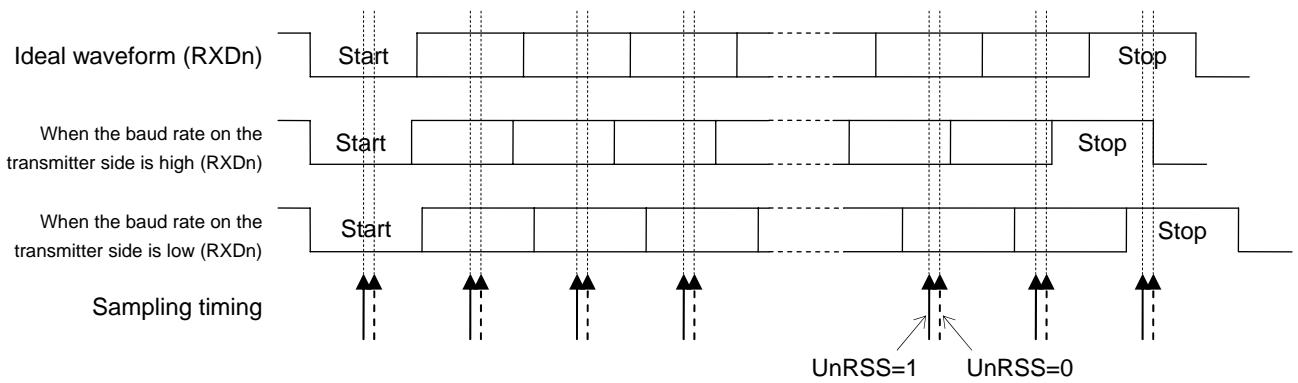 Ideal waveform (RXDn)
Start
Stop
When the baud rate on the
transmitter side is high (RXDn)
Start
Stop
When the baud rate on the
transmitter side is low (RXDn)
Start
Stop
Sampling timing
UnRSS=1
UnRSS=0